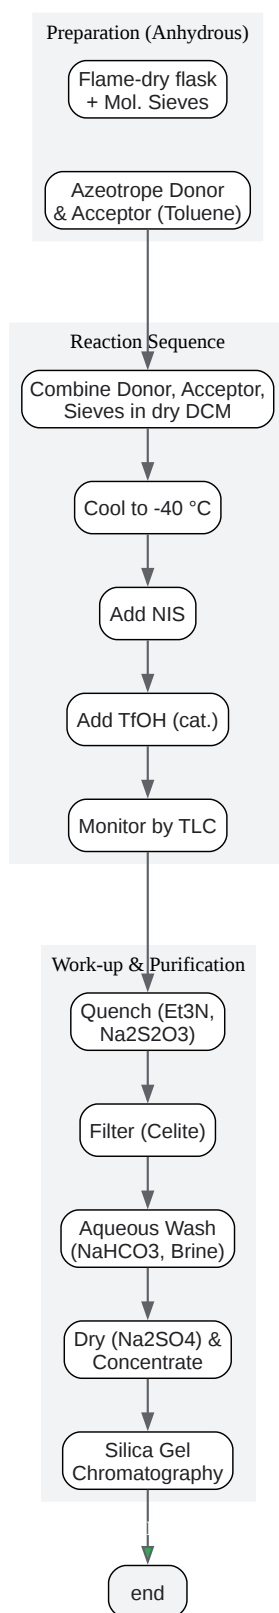 Preparation (Anhydrous)
Flame-dry flask
+ Mol. Sieves
Azeotrope Donor
& Acceptor (Toluene)
Reaction Sequence
Combine Donor, Acceptor,
Sieves in dry DCM
Cool to -40 °C
Add NIS
Add TfOH (cat.)
Monitor by TLC
Work-up & Purification
Quench (Et3N,
Na2S2O3)
Filter (Celite)
Aqueous Wash
(NaHCO3, Brine)
Dry (Na2SO4) &
Concentrate
Silica Gel
Chromatography
end